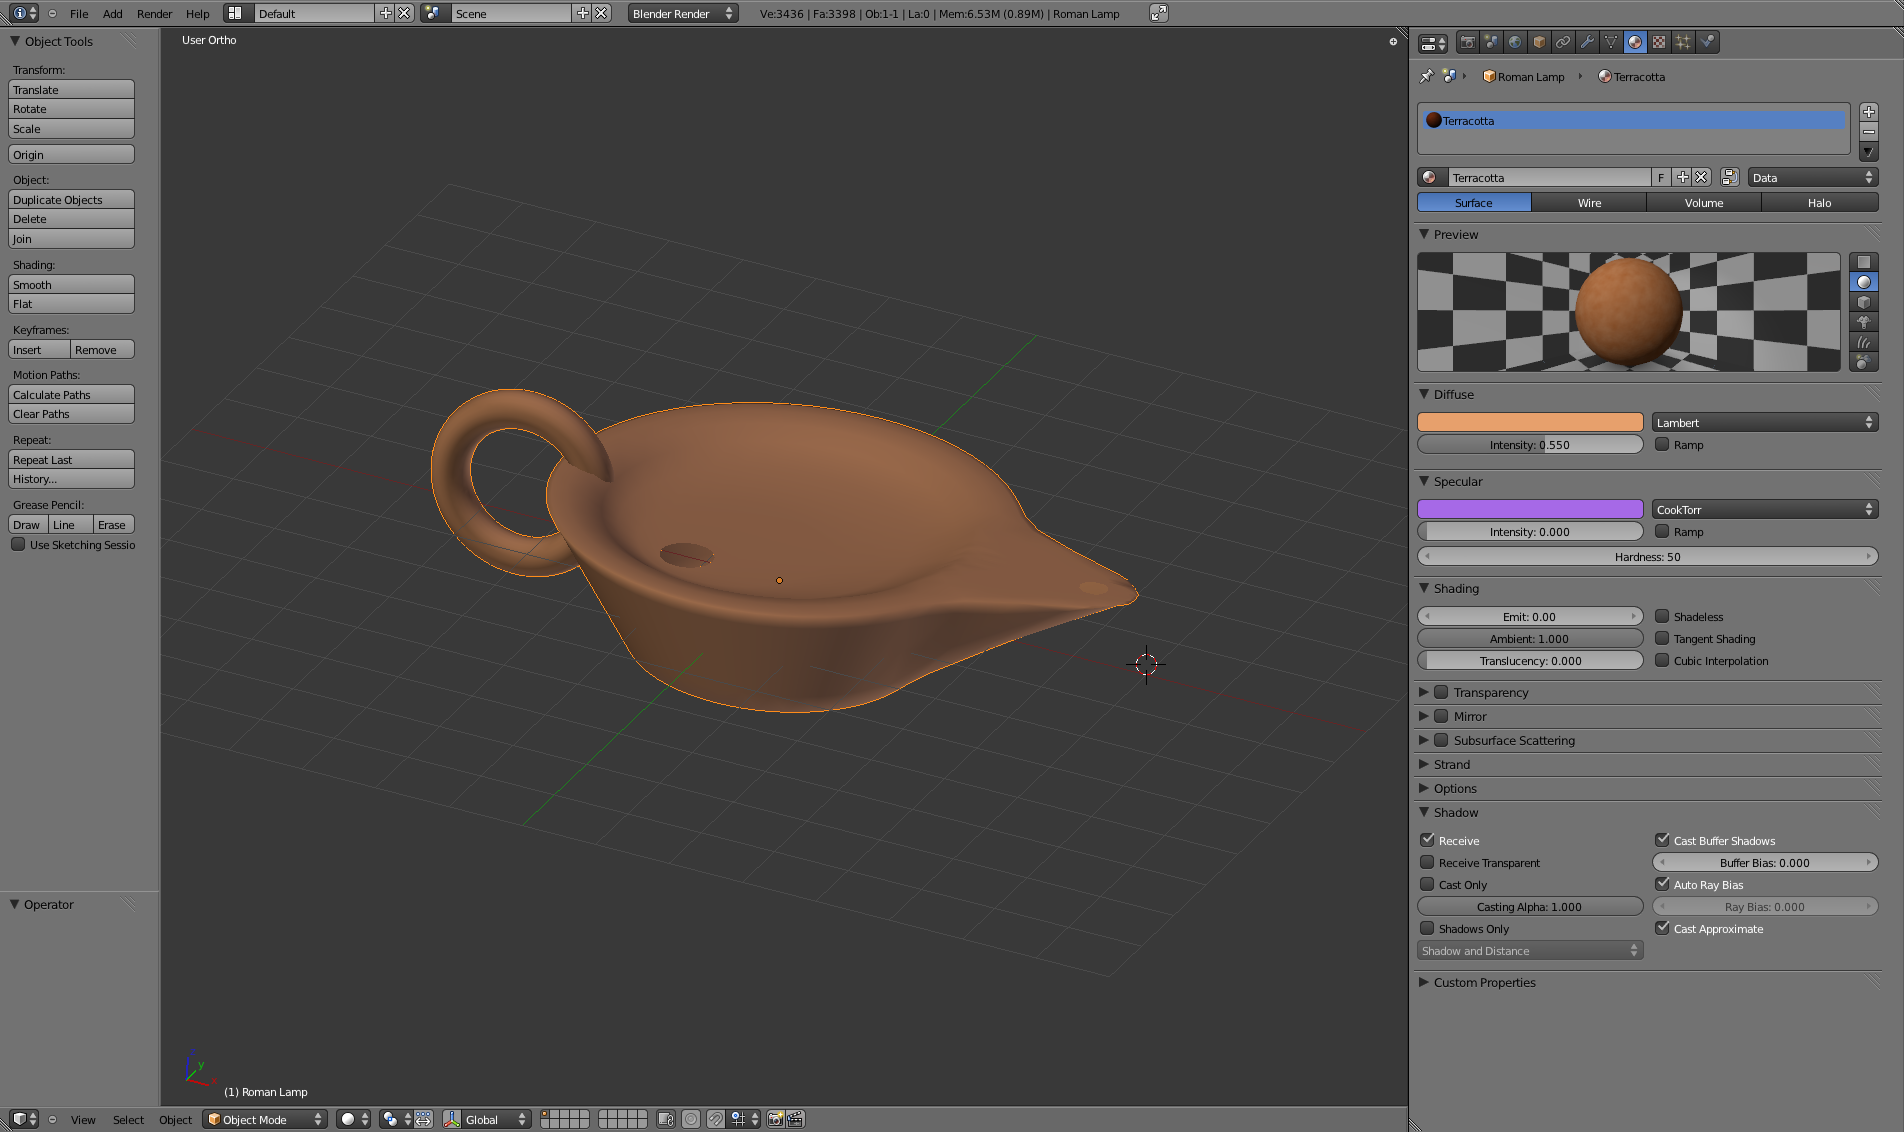 File Add Render Help Default Scene Blender Render Ve:3436 | Fa:3398 | Ob:1-1 | La:0 | Mem:6.53M (0.89M) | Roman Lamp
Object Tools
Transform:
Translate
Rotate
Scale
Origin
Object:
Duplicate Objects
Delete
Join
Shading:
Smooth
Flat
Keyframes:
Insert Remove
Motion Paths:
Calculate Paths
Clear Paths
Repeat:
Repeat Last
History...
Grease Pencil:
Draw Line Erase
Use Sketching Sessio
Operator
User Ortho
y
x
(1) Roman Lamp
View Select Object Object Mode Global
Roman Lamp Terracotta
Terracotta
Terracotta F Data
Surface Wire Volume Halo
Preview
Diffuse
Lambert
Intensity: 0.550 Ramp
Specular
CookTorr
Intensity: 0.000 Ramp
Hardness: 50
Shading
Emit: 0.00 Shadeless
Ambient: 1.000 Tangent Shading
Translucency: 0.000 Cubic Interpolation
Transparency
Mirror
Subsurface Scattering
Strand
Options
Shadow
Receive Cast Buffer Shadows
Receive Transparent Buffer Bias: 0.000
Cast Only Auto Ray Bias
Casting Alpha: 1.000 Ray Bias: 0.000
Shadows Only Cast Approximate
Shadow and Distance
Custom Properties